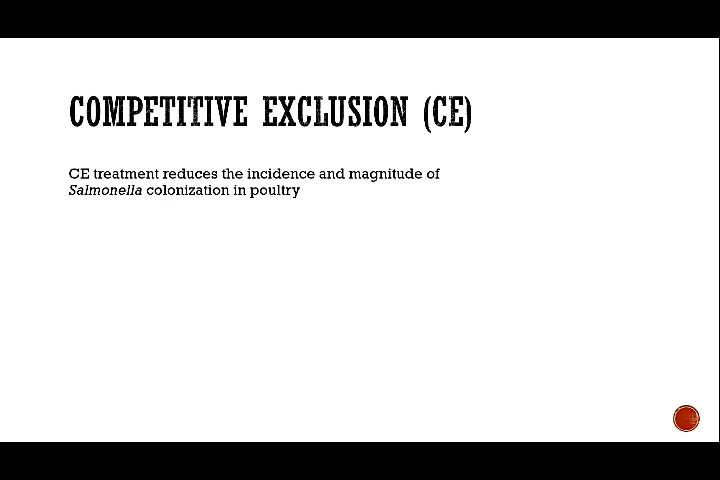 COMPETITIVE EXCLUSION (CE)
CE treatment reduces the incidence and magnitude of
Salmonella colonization in poultry